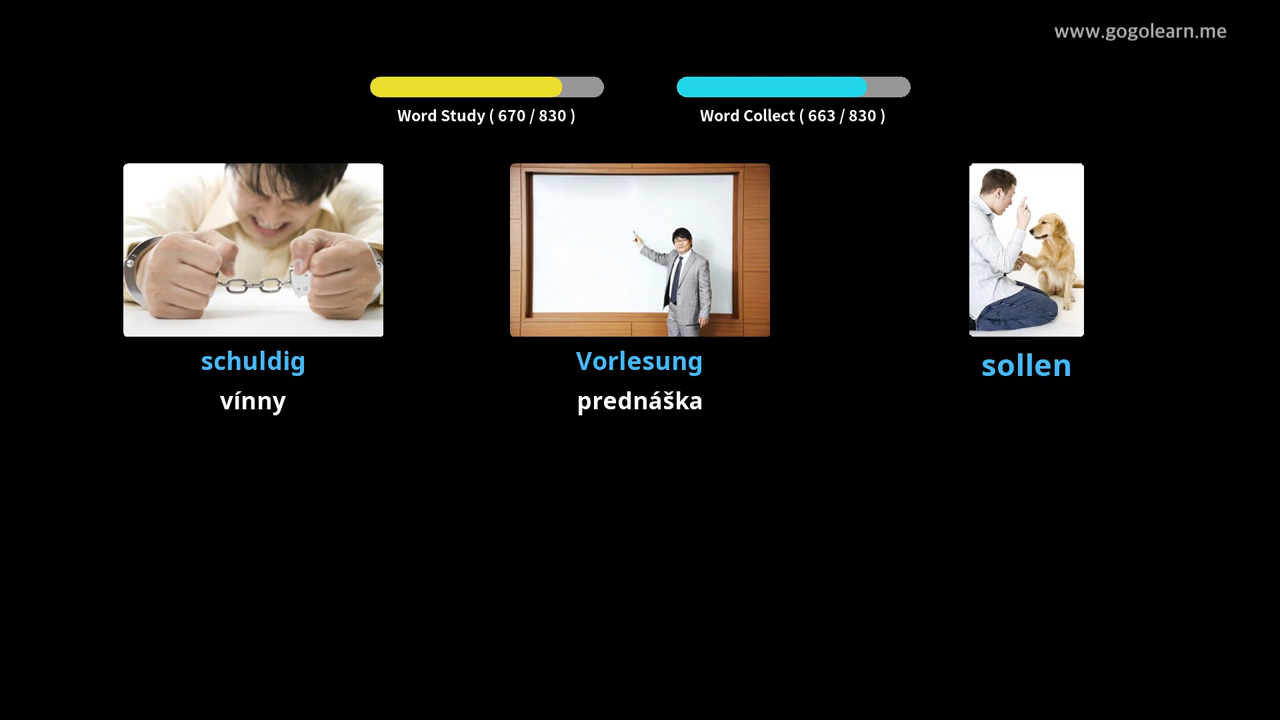 www.gogolearn.me
Word Study ( 670 / 830 )
Word Collect ( 663 / 830 )
schuldig
vínny
Vorlesung
prednáška
sollen